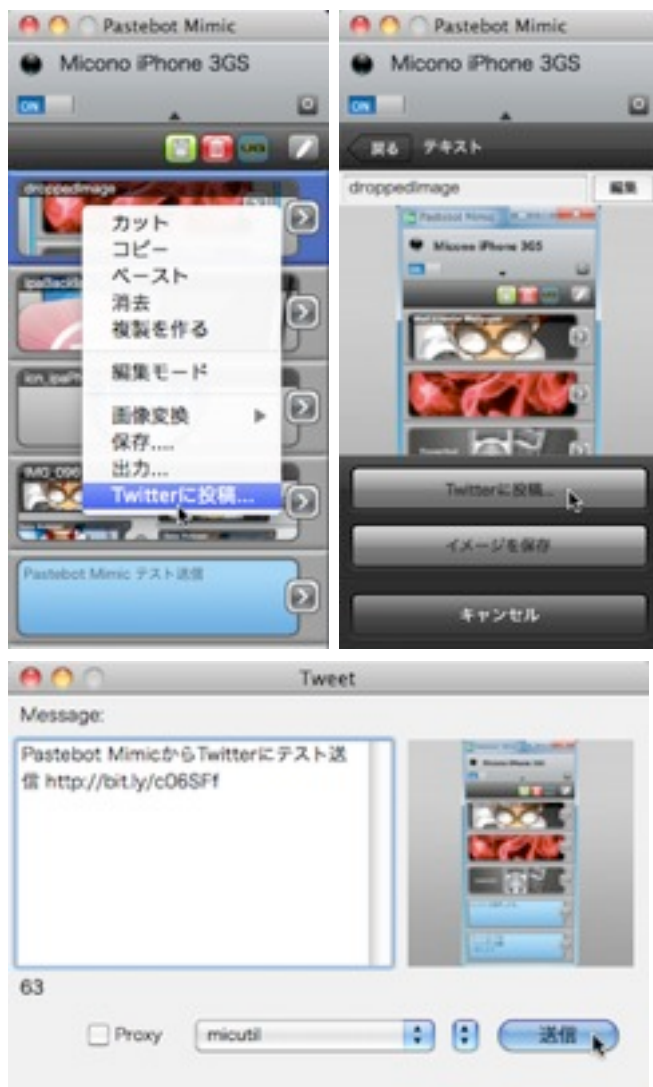 Pastebot Mimic
Micono iPhone 3GS
ON
droppedImage
カット
コピー
ペースト
消去
複製を作る
編集モード
画像変換
保存....
出力...
Twitterに投稿...
Pastebot Mimic テスト送信
Pastebot Mimic
Micono iPhone 3GS
ON
戻る テキスト
droppedImage 編集
Pastebot Mimic
Micono iPhone 3GS
Twitterに投稿...
イメージを保存
キャンセル
Tweet
Message:
Pastebot MimicからTwitterにテスト送
信 http://bit.ly/c06SFf
63
Proxy micutil 送信